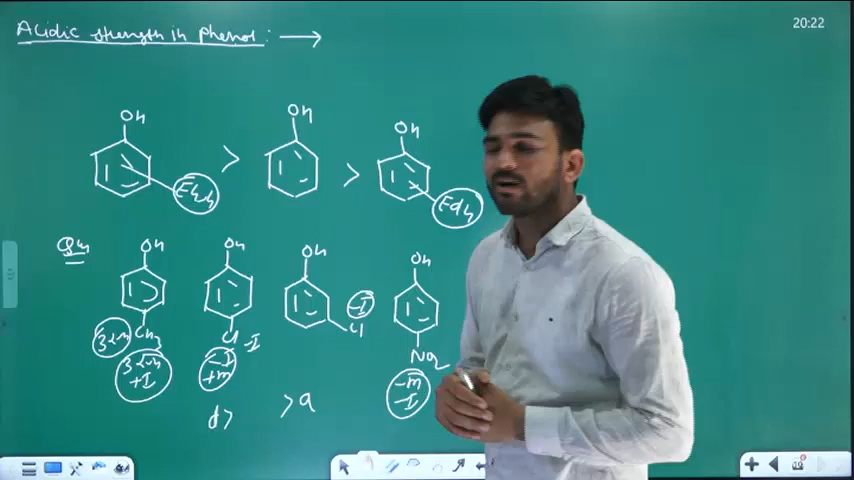 20:22
Acidic strength in phenol: →
OH
OH
OH
>
>
EWG
EDG
Qu
OH
OH
OH
OH
-I
Cl
Cl -I
CH3
NO2
+I
-I
+m
-m
-I
d >
> a